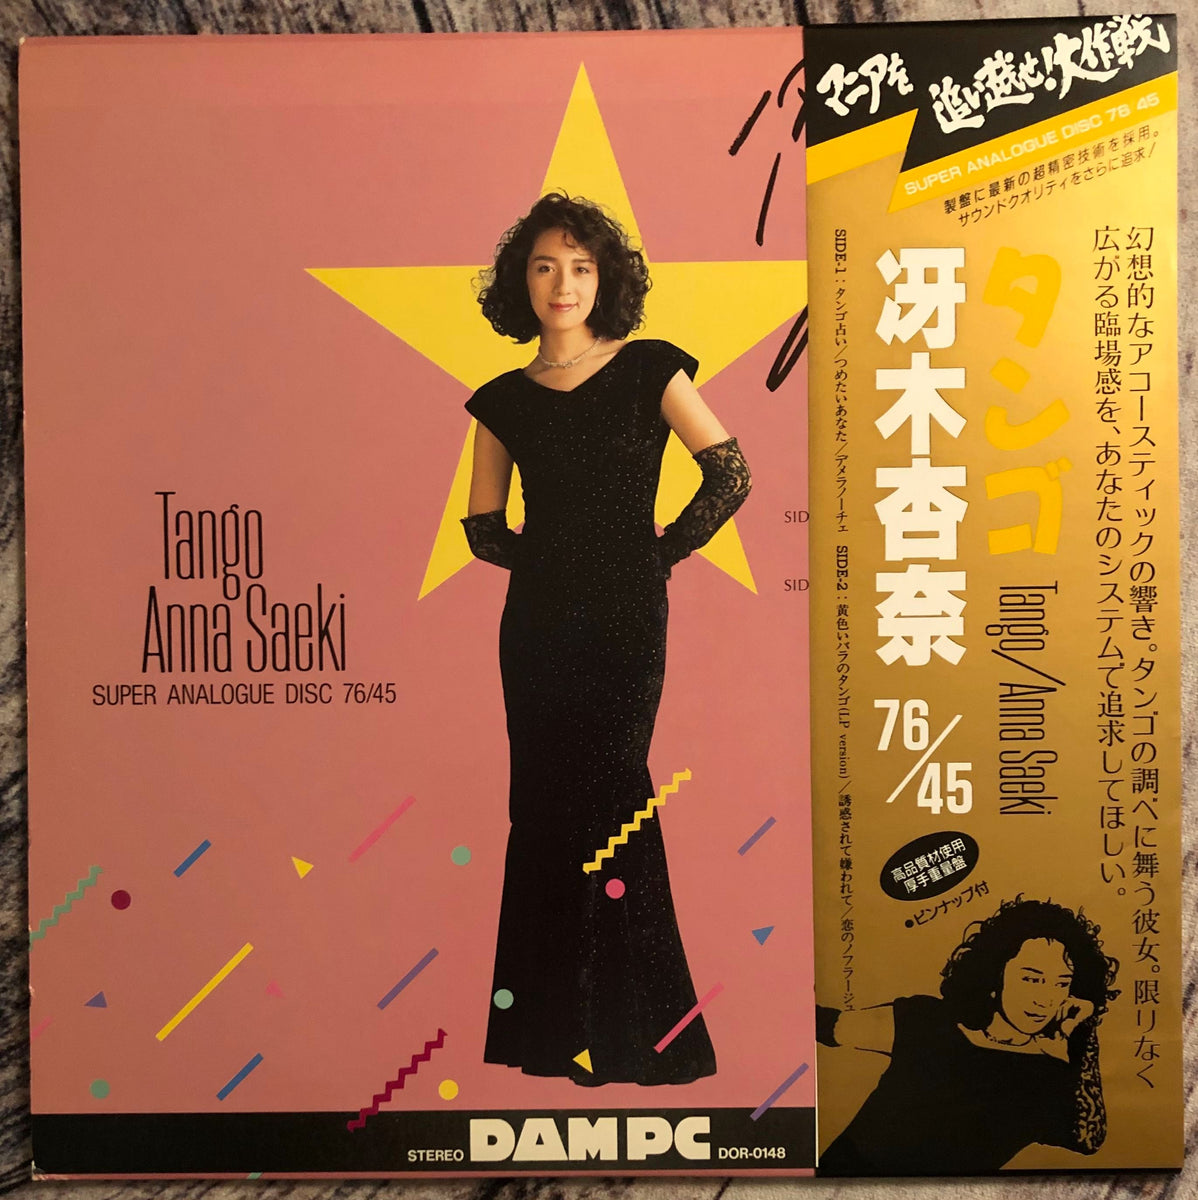 Tango
Anna Saeki
SUPER ANALOGUE DISC 76/45
SID
SID
STEREO DAM PC DOR-0148
マニアを
追い越せ!大作戦
SUPER ANALOGUE DISC 76 45
製盤に最新の超精密技術を採用。
サウンドクオリティをさらに追求!
幻想的なアコースティックの響き。タンゴの調べに舞う彼女。限りなく
広がる臨場感を、あなたのシステムで追求してほしい。
タンゴ
Tango/Anna Saeki
冴木杏奈
76/45
SIDE-1:タンゴ占い/つめたいあなた/アメラノーチェ
SIDE-2:黄色いバラのタンゴ(LP version)/誘惑されて嫌われて/恋のノフラージュ
高品質材使用
厚手重量盤
●ピンナップ付